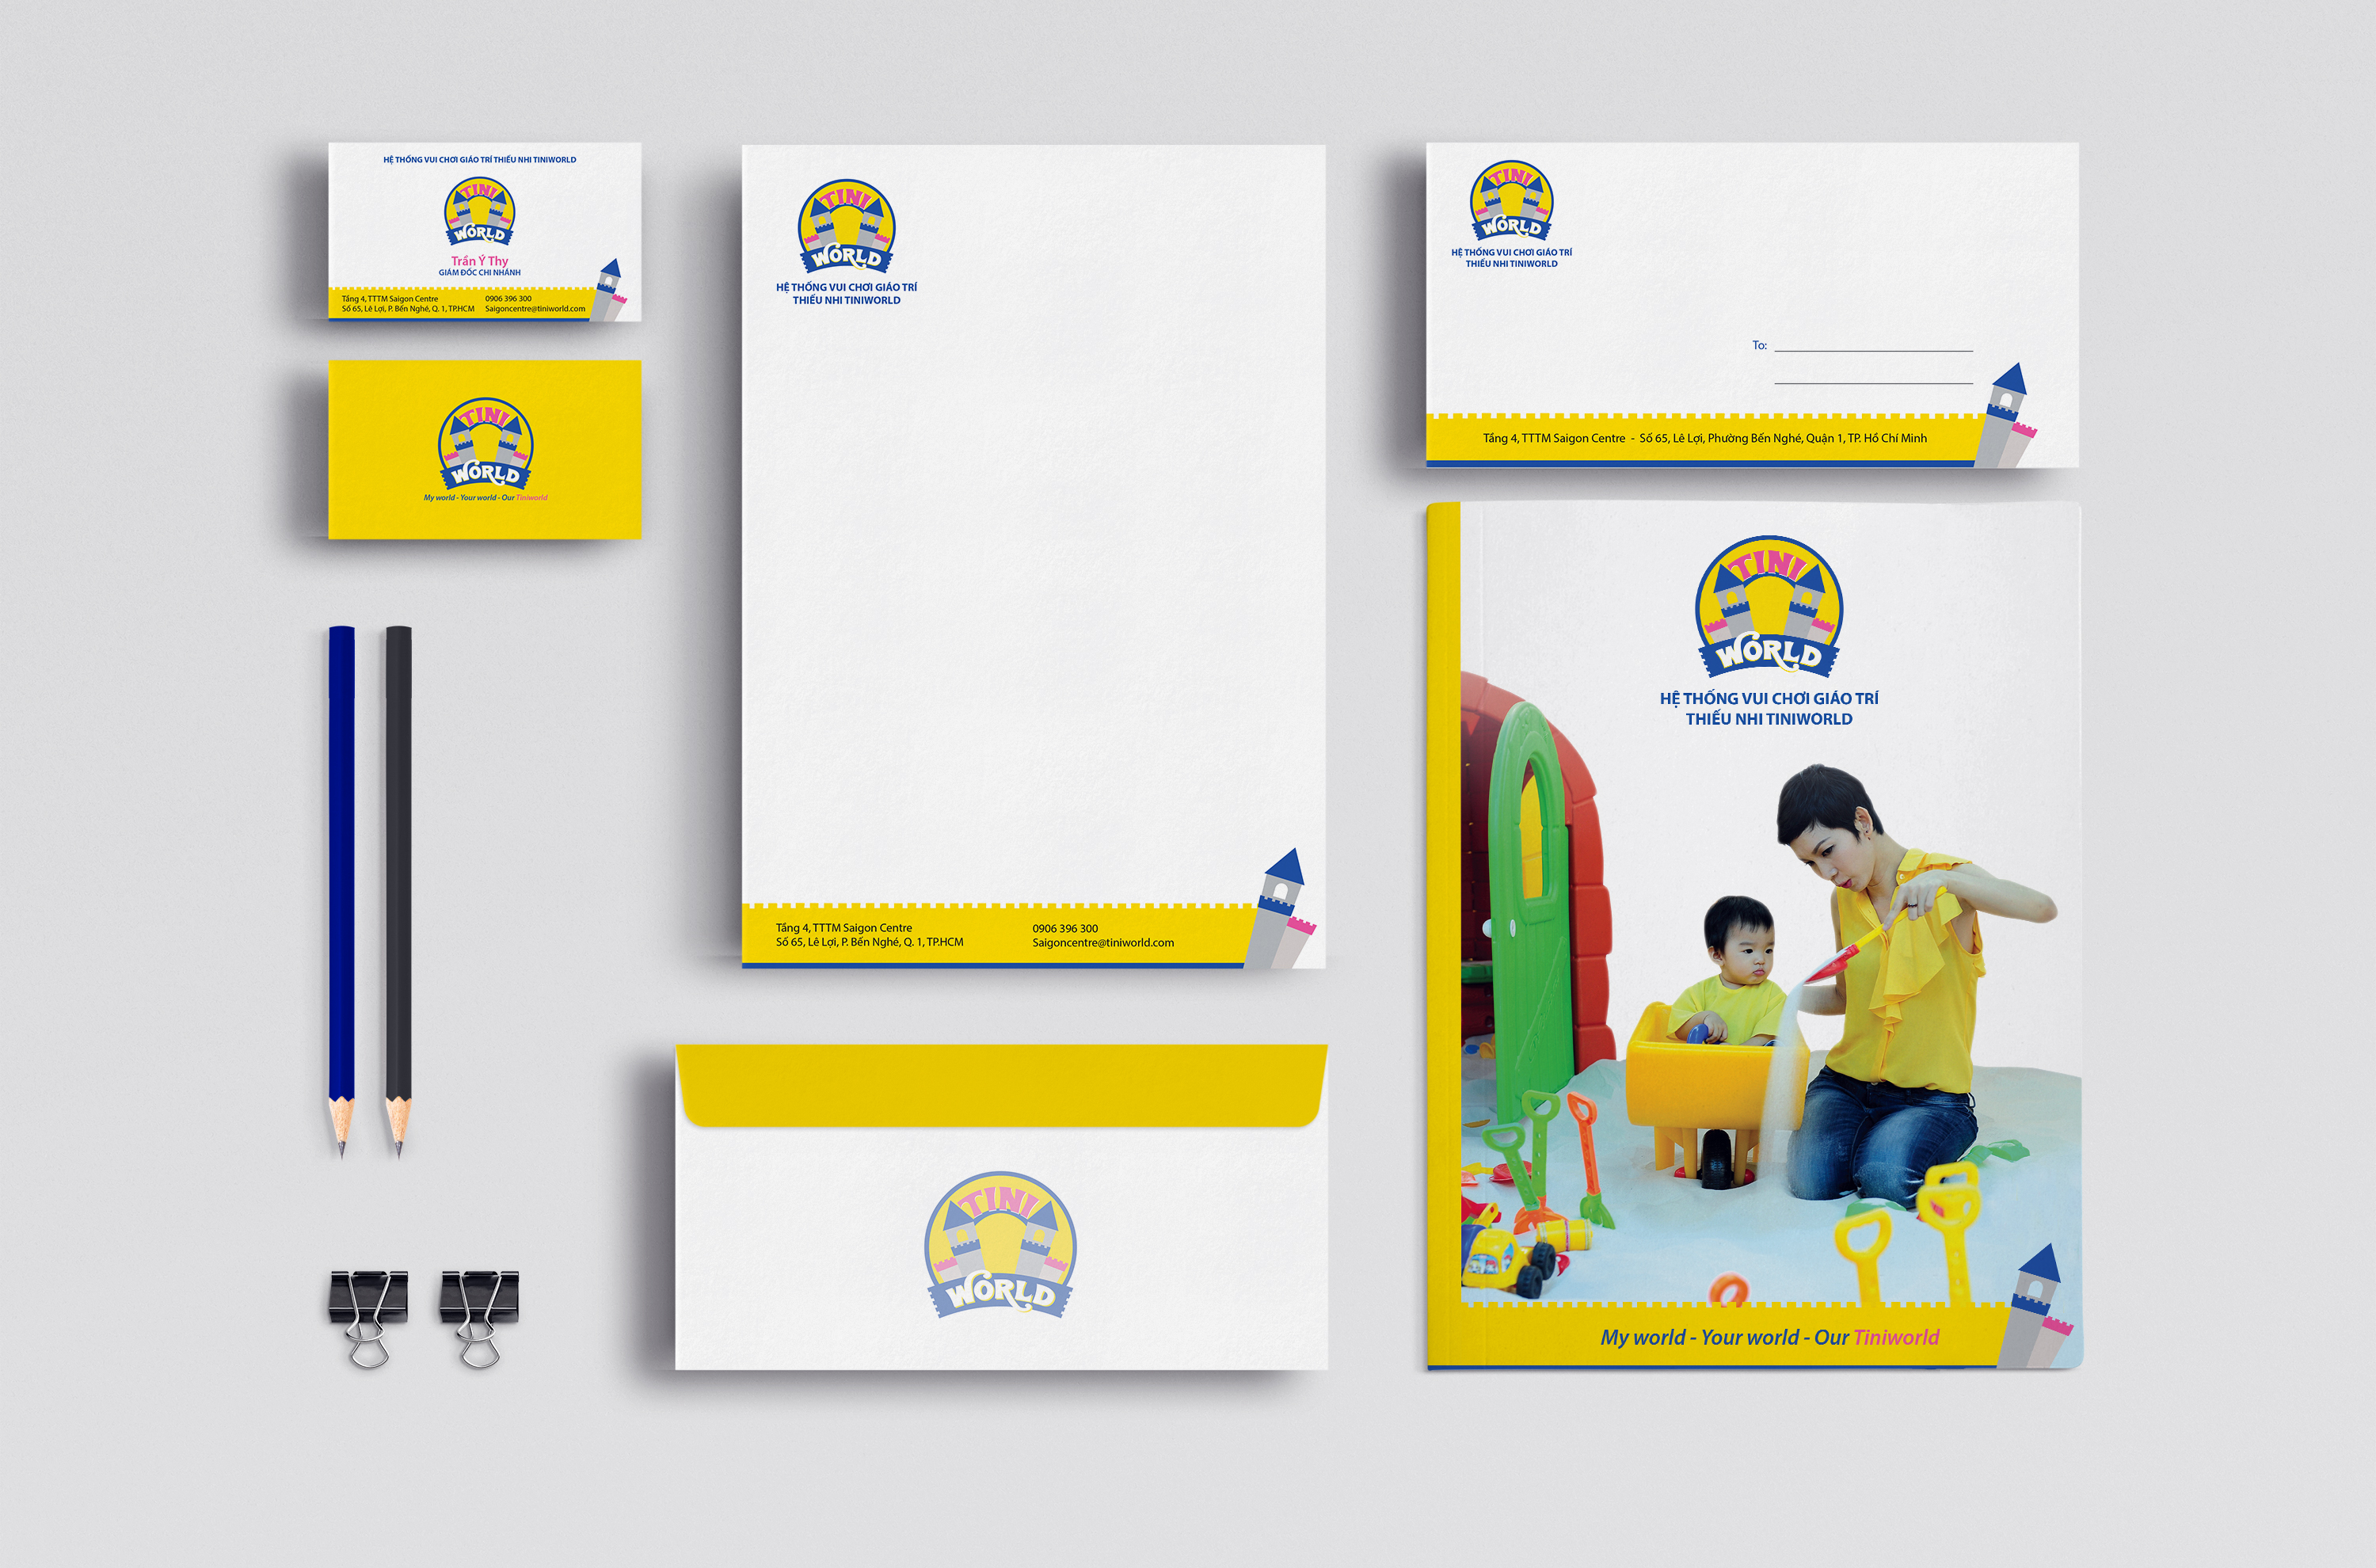 HỆ THỐNG VUI CHƠI GIÁO TRÍ THIẾU NHI TINIWORLD
TINI
WORLD
Trần Ý Thy
GIÁM ĐỐC CHI NHÁNH
Tầng 4, TTTM Saigon Centre
Số 65, Lê Lợi, P. Bến Nghé, Q. 1, TP.HCM
0906 396 300
Saigoncentre@tiniworld.com
TINI
WORLD
My world - Your world - Our Tiniworld
TINI
WORLD
HỆ THỐNG VUI CHƠI GIÁO TRÍ
THIẾU NHI TINIWORLD
Tầng 4, TTTM Saigon Centre
Số 65, Lê Lợi, P. Bến Nghé, Q. 1, TP.HCM
0906 396 300
Saigoncentre@tiniworld.com
TINI
WORLD
TINI
WORLD
HỆ THỐNG VUI CHƠI GIÁO TRÍ
THIẾU NHI TINIWORLD
To:
Tầng 4, TTTM Saigon Centre - Số 65, Lê Lợi, Phường Bến Nghé, Quận 1, TP. Hồ Chí Minh
TINI
WORLD
HỆ THỐNG VUI CHƠI GIÁO TRÍ
THIẾU NHI TINIWORLD
My world - Your world - Our Tiniworld